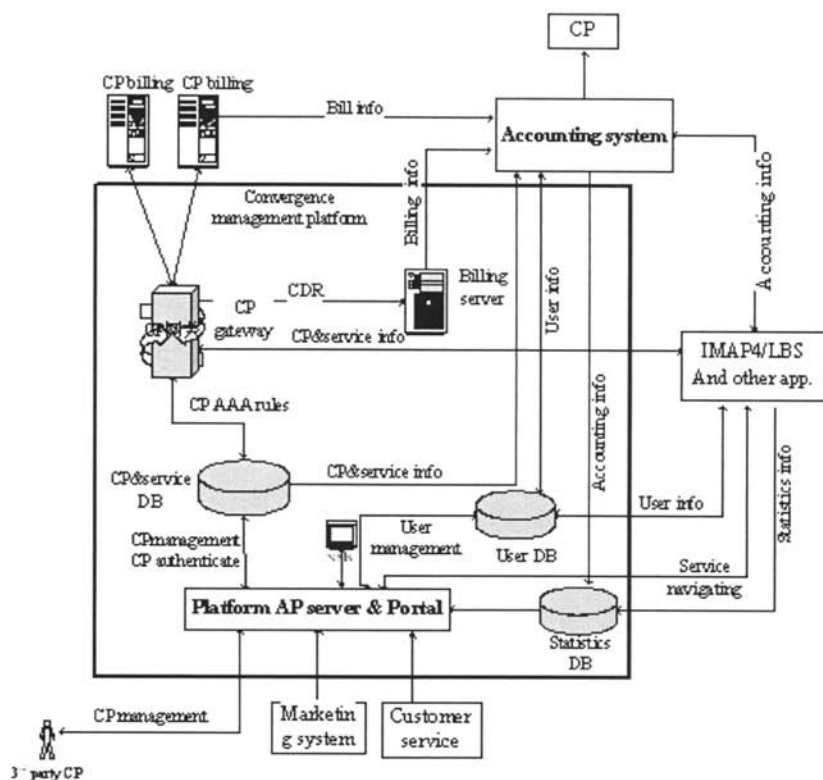 CP
CP billing
CP billing
Bill info
Accounting system
Convergence
management platform
Billing info
Accounting info
CDR
Billing
server
User info
CP
gateway
CP&service info
IMAP4/LBS
And other app.
CP AAA rules
Accounting info
CP&service
DB
CP&service info
Statistics info
User
management
User DB
User info
CPmanagement
CP authenticate
Service
navigating
Platform AP server & Portal
Statistics
DB
CPmanagement
Marketin
g system
Customer
service
party CP